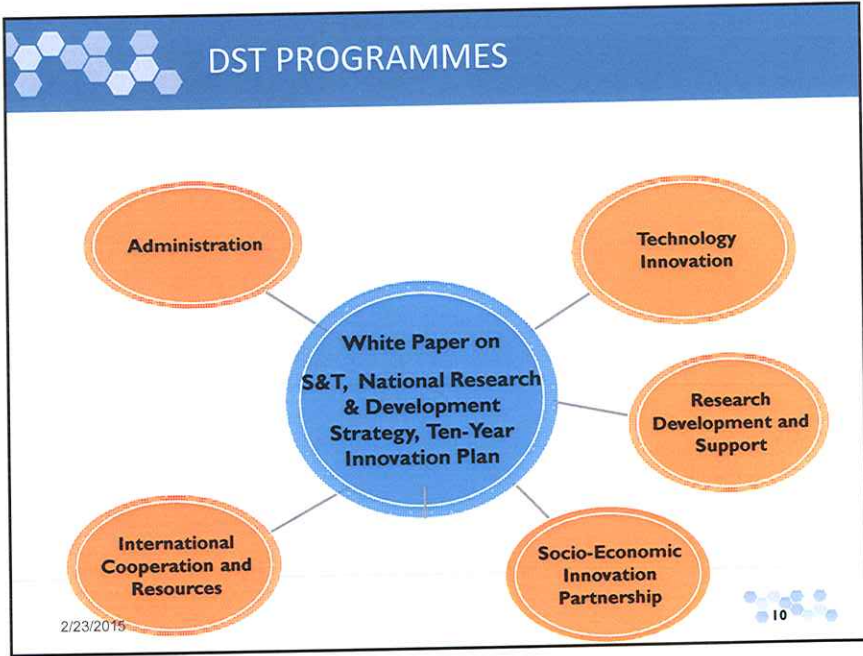 DST PROGRAMMES
Administration
Technology
Innovation
White Paper on
S&T, National Research
& Development
Strategy, Ten-Year
Innovation Plan
Research
Development and
Support
International
Cooperation and
Resources
Socio-Economic
Innovation
Partnership
2/23/2015
10